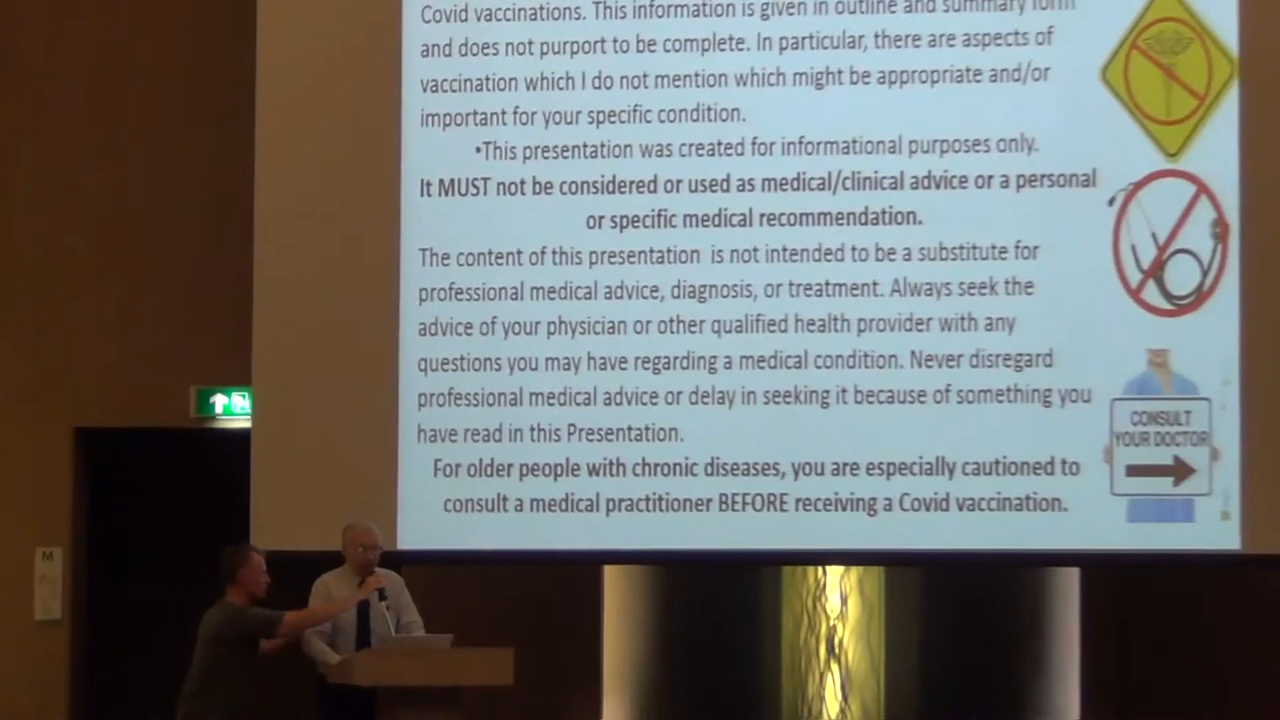 Covid vaccinations. This information is given in outline and summary form
and does not purport to be complete. In particular, there are aspects of
vaccination which I do not mention which might be appropriate and/or
important for your specific condition.
•This presentation was created for informational purposes only.
It MUST not be considered or used as medical/clinical advice or a personal
or specific medical recommendation.
The content of this presentation is not intended to be a substitute for
professional medical advice, diagnosis, or treatment. Always seek the
advice of your physician or other qualified health provider with any
questions you may have regarding a medical condition. Never disregard
professional medical advice or delay in seeking it because of something you
have read in this Presentation.
For older people with chronic diseases, you are especially cautioned to
consult a medical practitioner BEFORE receiving a Covid vaccination.
CONSULT
YOUR DOCTOR
M